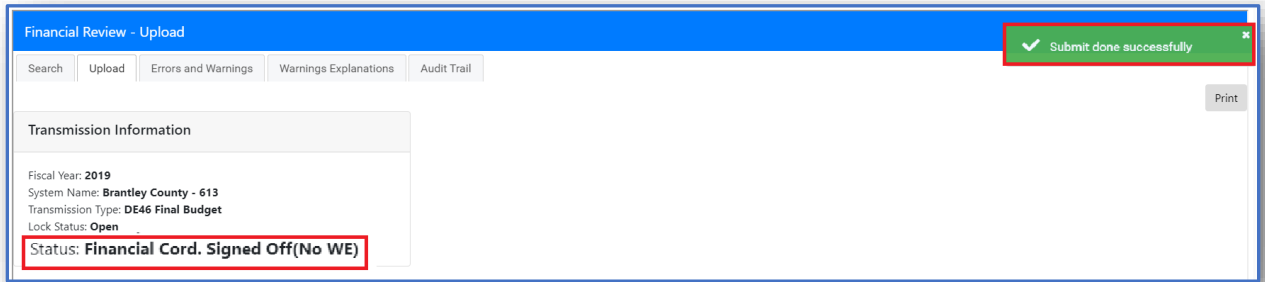 Financial Review - Upload
✔ Submit done successfully ×
Search Upload Errors and Warnings Warnings Explanations Audit Trail
Print
Transmission Information
Fiscal Year: 2019
System Name: Brantley County - 613
Transmission Type: DE46 Final Budget
Lock Status: Open
Status: Financial Cord. Signed Off(No WE)